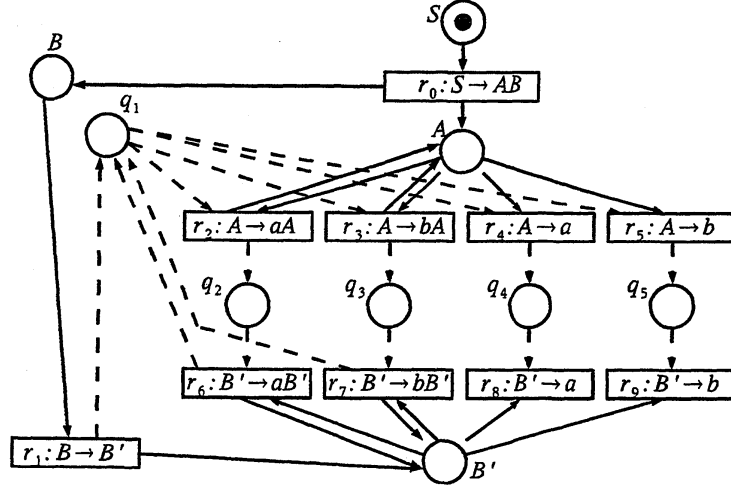 S
B
r₀: S → AB
q₁
A
r₂: A → aA
r₃: A → bA
r₄: A → a
r₅: A → b
q₂
q₃
q₄
q₅
r₆: B' → aB'
r₇: B' → bB'
r₈: B' → a
r₉: B' → b
r₁: B → B'
B'